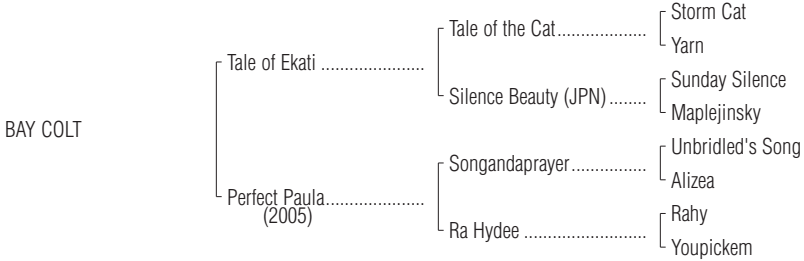 Storm Cat
Tale of the Cat...................
Yarn
Tale of Ekati ......................
Sunday Silence
Silence Beauty (JPN) ........
Maplejinsky
BAY COLT
Unbridled's Song
Songandaprayer................
Alizea
Perfect Paula.....................
(2005)
Rahy
Ra Hydee ..........................
Youpickem